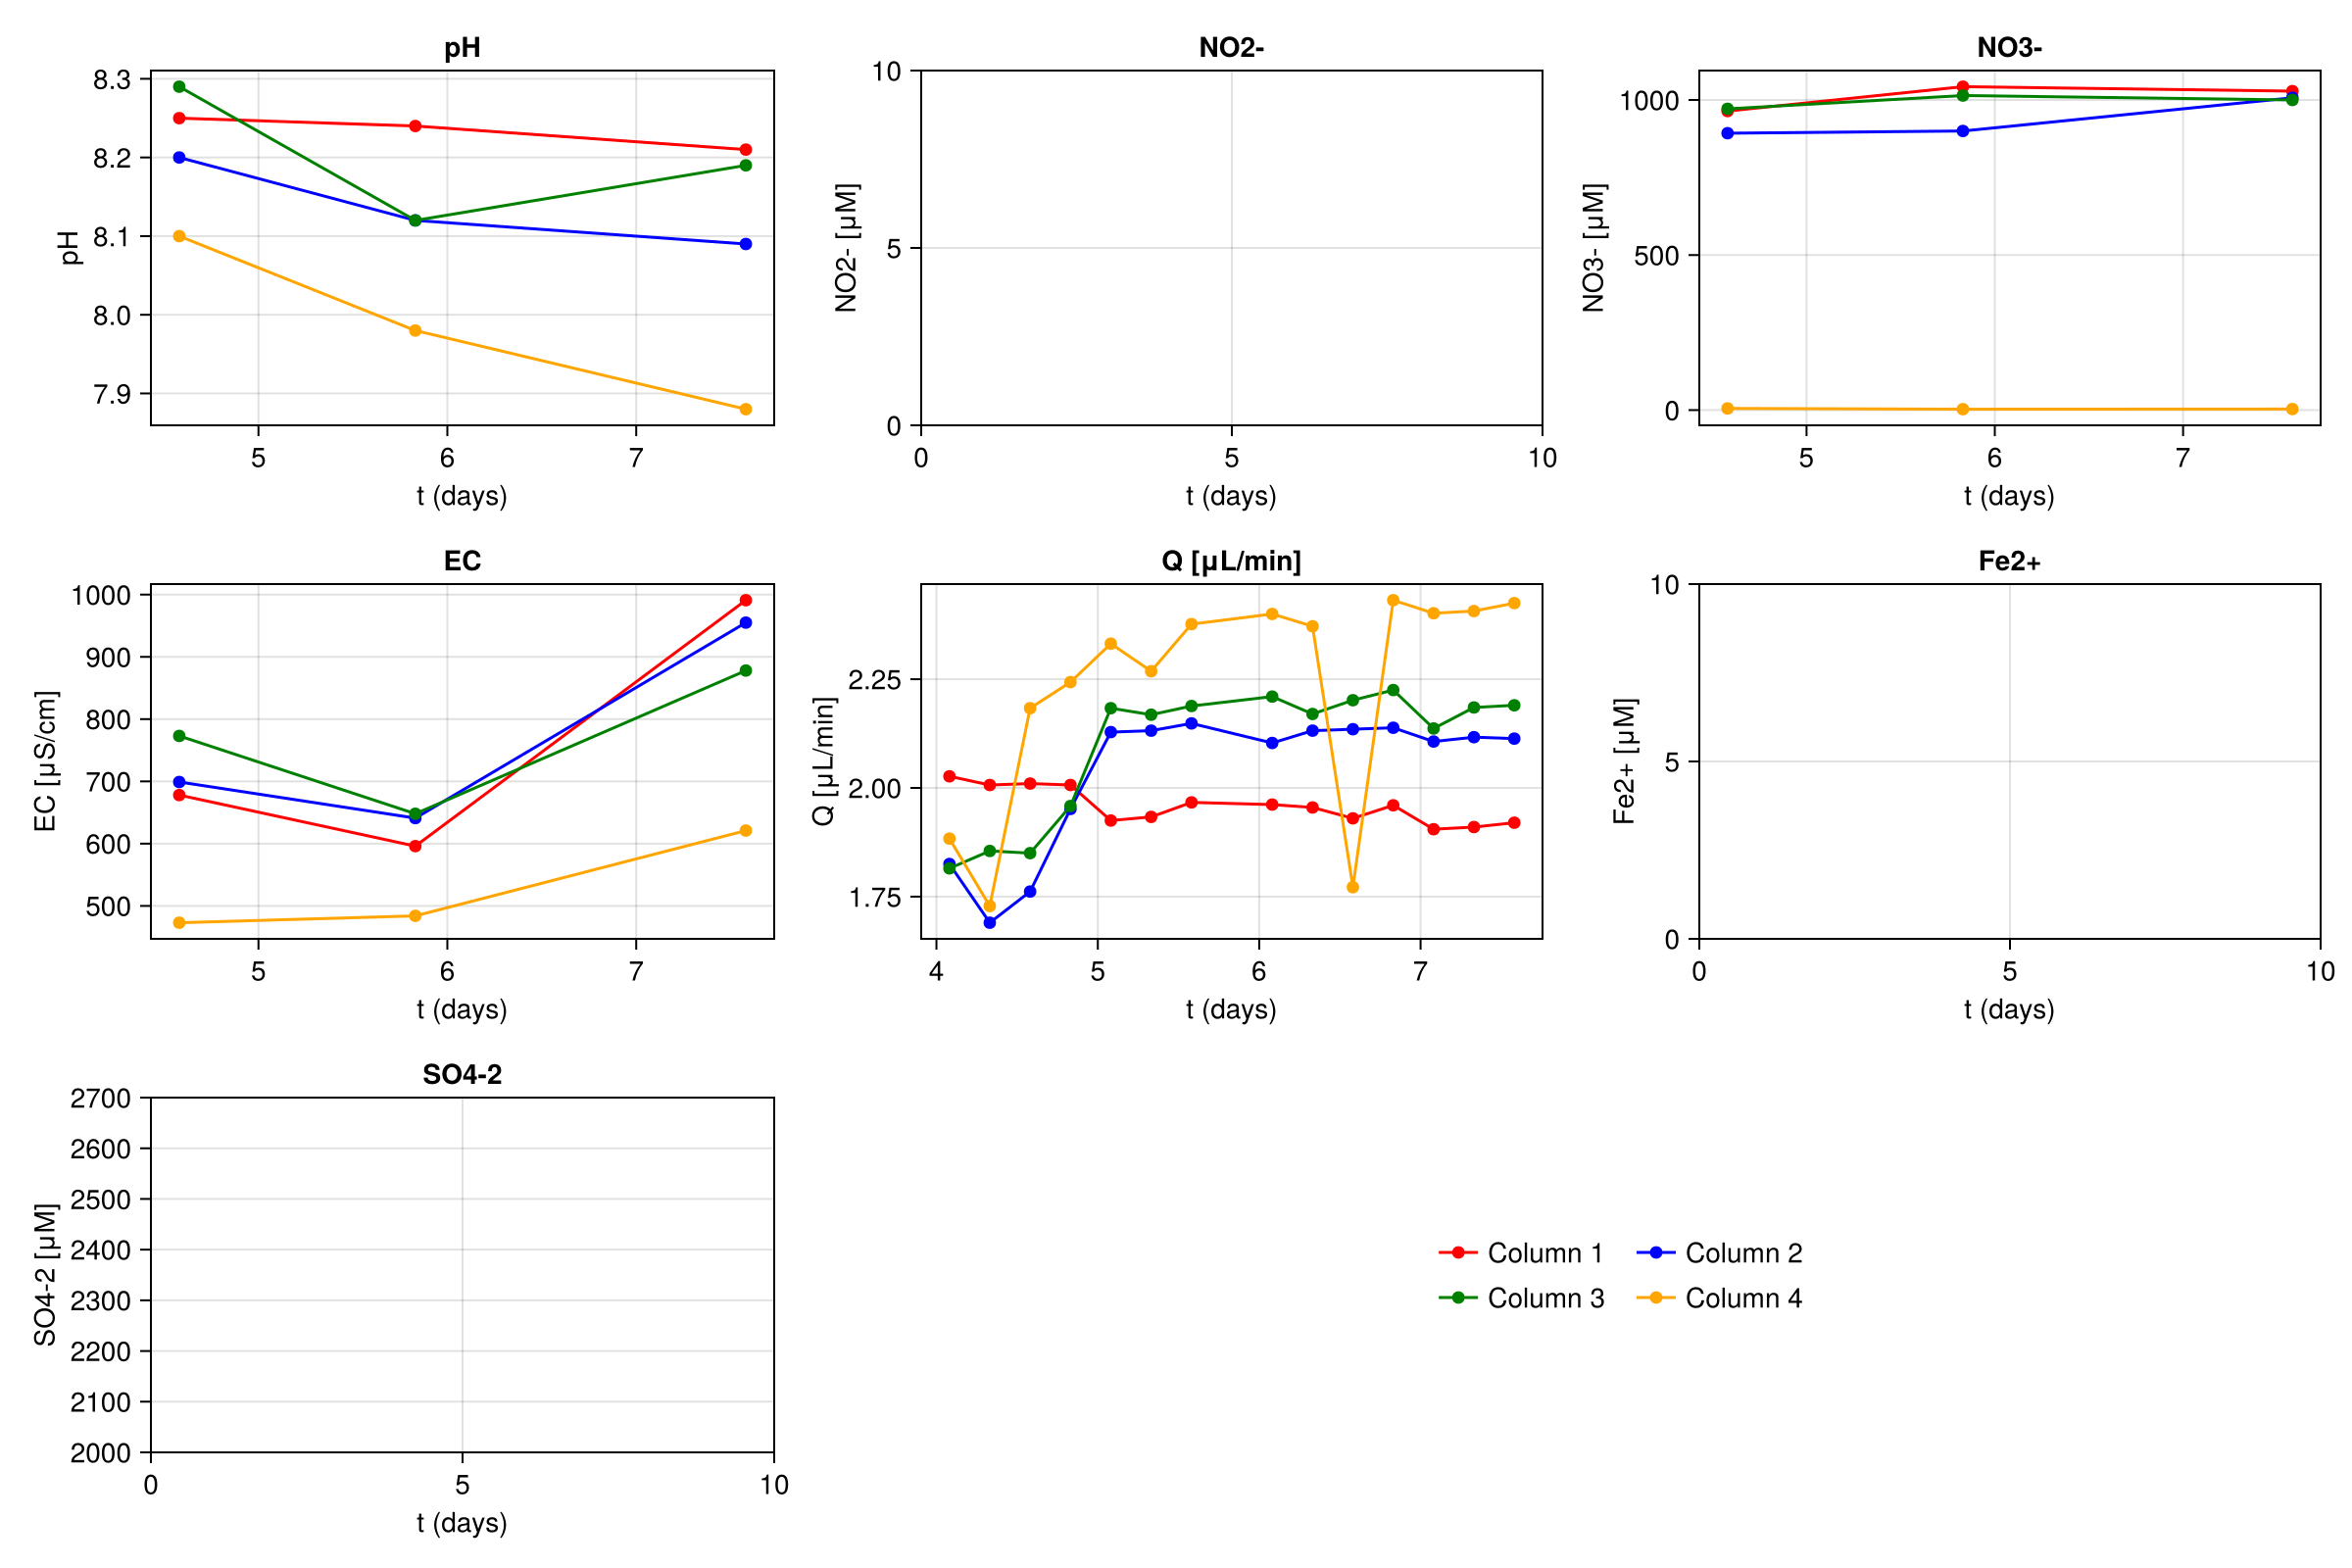 pH
8.3
8.2
8.1
8.0
7.9
pH
5 6 7
t (days)
NO2-
10
5
0
NO2- [µM]
0 5 10
t (days)
NO3-
1000
500
0
NO3- [µM]
5 6 7
t (days)
EC
1000
900
800
700
600
500
EC [µS/cm]
5 6 7
t (days)
Q [µL/min]
2.25
2.00
1.75
Q [µL/min]
4 5 6 7
t (days)
Fe2+
10
5
0
Fe2+ [µM]
0 5 10
t (days)
SO4-2
2700
2600
2500
2400
2300
2200
2100
2000
SO4-2 [µM]
0 5 10
t (days)
Column 1 Column 2
Column 3 Column 4